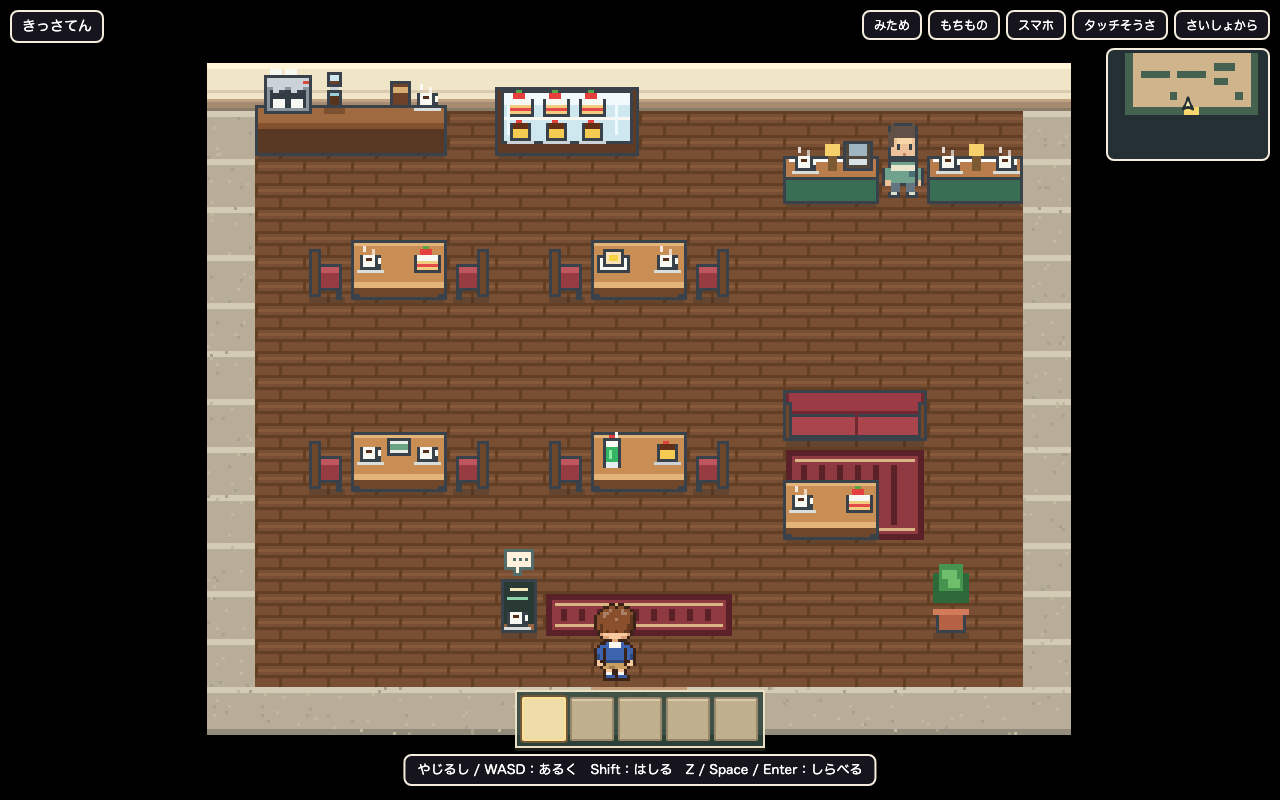 きっさてん
みため
もちもの
スマホ
タッチそうさ
さいしょから
やじるし / WASD：あるく　Shift：はしる　Z / Space / Enter：しらべる